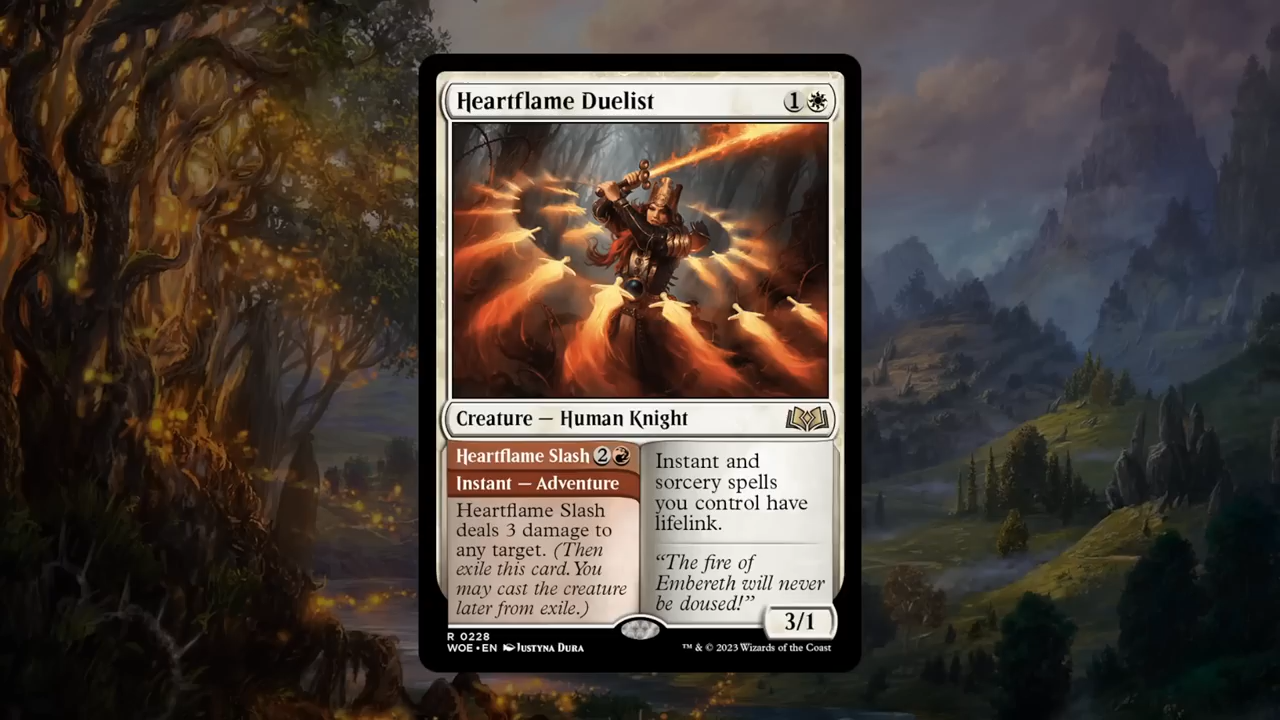 Heartflame Duelist 1
Creature — Human Knight
Heartflame Slash 2
Instant — Adventure
Heartflame Slash
deals 3 damage to
any target. (Then
exile this card. You
may cast the creature
later from exile.)
Instant and
sorcery spells
you control have
lifelink.
“The fire of
Embereth will never
be doused!”
3/1
R 0228
WOE • EN Justyna Dura
™ & © 2023 Wizards of the Coast